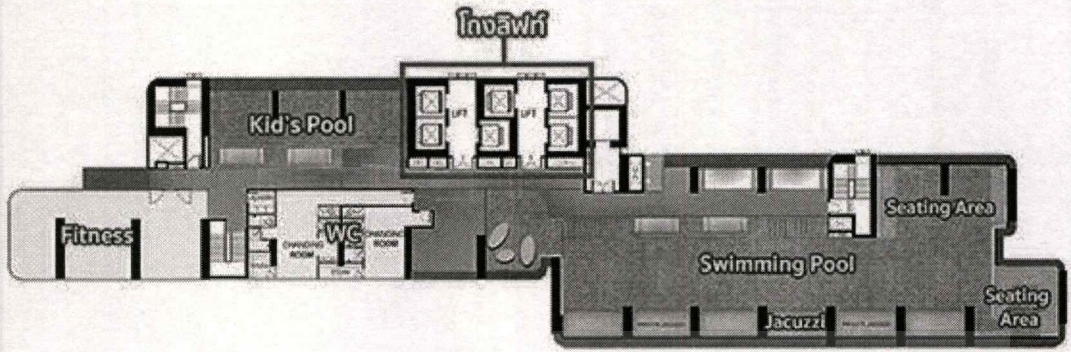 โถงลิฟท์
Kid's Pool
LIFT
LIFT
Fitness
WC
CHANGING
ROOM
CHANGING
ROOM
Seating Area
Swimming Pool
Jacuzzi
Seating
Area